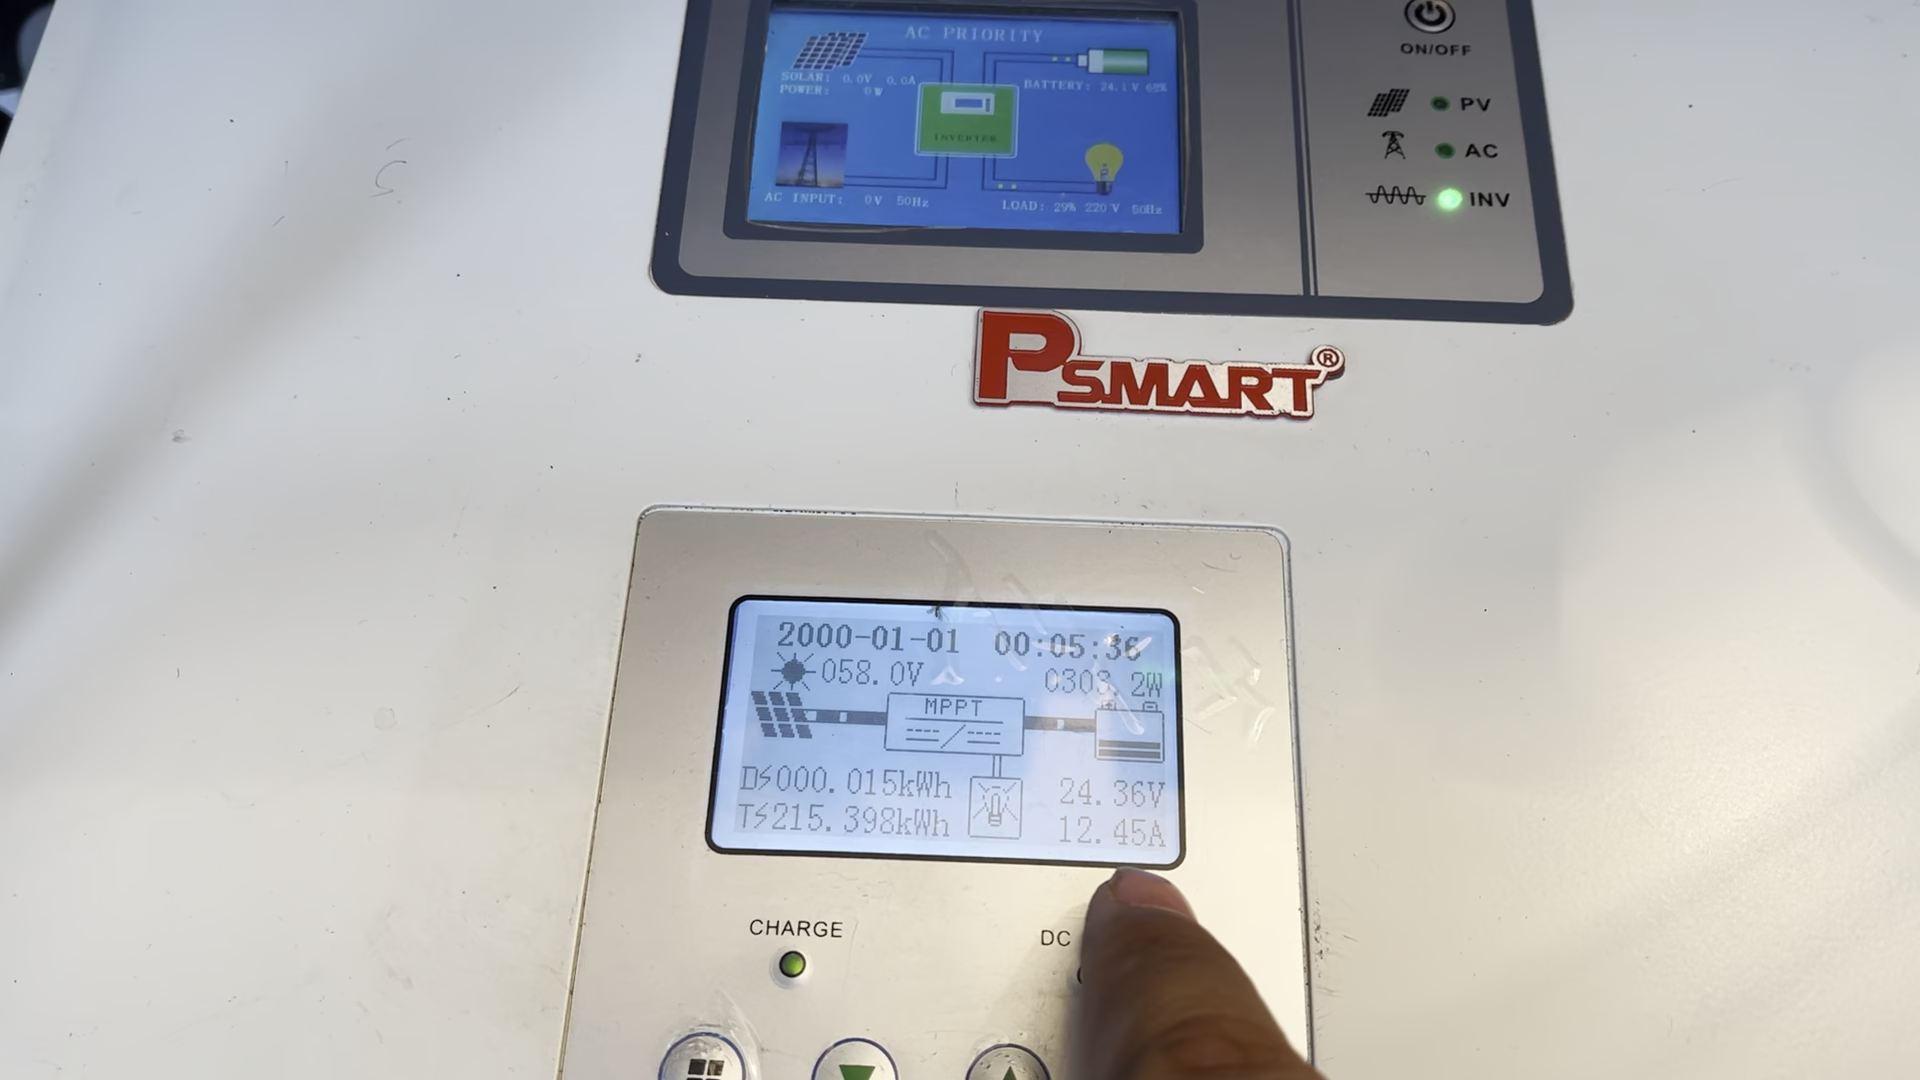 AC PRIORITY
SOLAR: 0.0V 0.0A
POWER: 0W
BATTERY: 24.1V 68%
INVERTER
AC INPUT: 0V 50Hz
LOAD: 29% 220V 50Hz
ON/OFF
PV
AC
INV
PSMART®
2000-01-01 00:05:36
058.0V 0303.2W
MPPT
D⚡000.015kWh 24.36V
T⚡215.398kWh 12.45A
CHARGE
DC